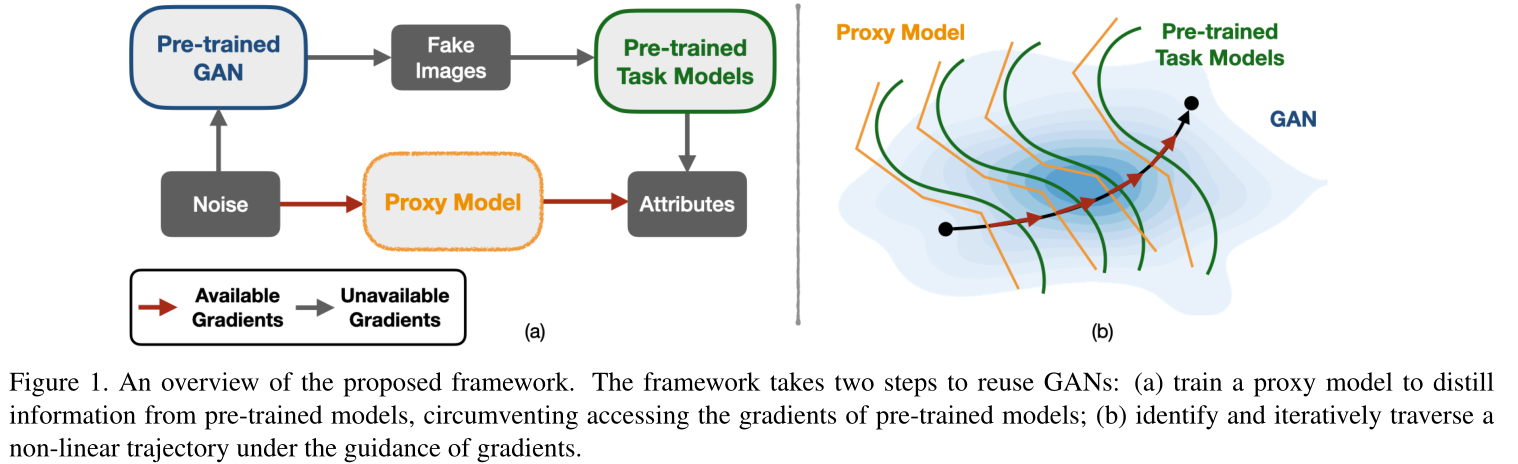 Pre-trained
GAN
Fake
Images
Pre-trained
Task Models
Noise
Proxy Model
Attributes
Available
Gradients
Unavailable
Gradients
(a)
Proxy Model
Pre-trained
Task Models
GAN
(b)
Figure 1. An overview of the proposed framework. The framework takes two steps to reuse GANs: (a) train a proxy model to distill
information from pre-trained models, circumventing accessing the gradients of pre-trained models; (b) identify and iteratively traverse a
non-linear trajectory under the guidance of gradients.